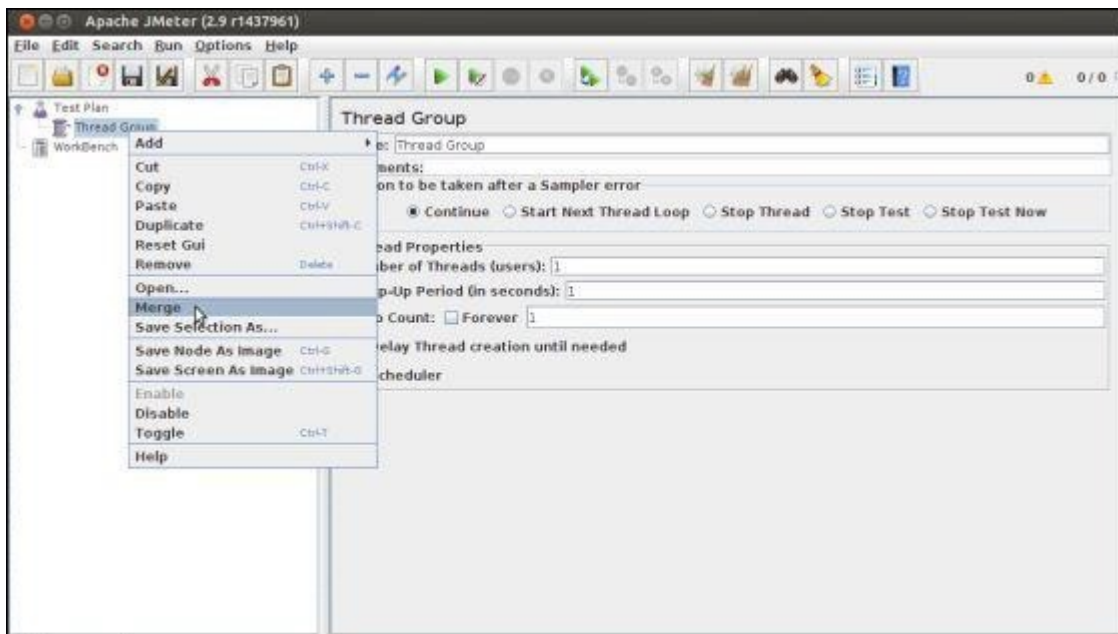 Apache JMeter (2.9 r1437961)
File Edit Search Run Options Help
0 0/0
Test Plan
Thread Group
WorkBench
Thread Group
e: Thread Group
ments:
on to be taken after a Sampler error
Continue Start Next Thread Loop Stop Thread Stop Test Stop Test Now
ead Properties
ber of Threads (users): 1
p-Up Period (in seconds): 1
Count: Forever 1
elay Thread creation until needed
cheduler
Add
Cut Ctrl-X
Copy Ctrl-C
Paste Ctrl-V
Duplicate Ctrl+Shift-C
Reset Gui
Remove Delete
Open...
Merge
Save Selection As...
Save Node As Image Ctrl-G
Save Screen As Image Ctrl+Shift-G
Enable
Disable
Toggle Ctrl-T
Help